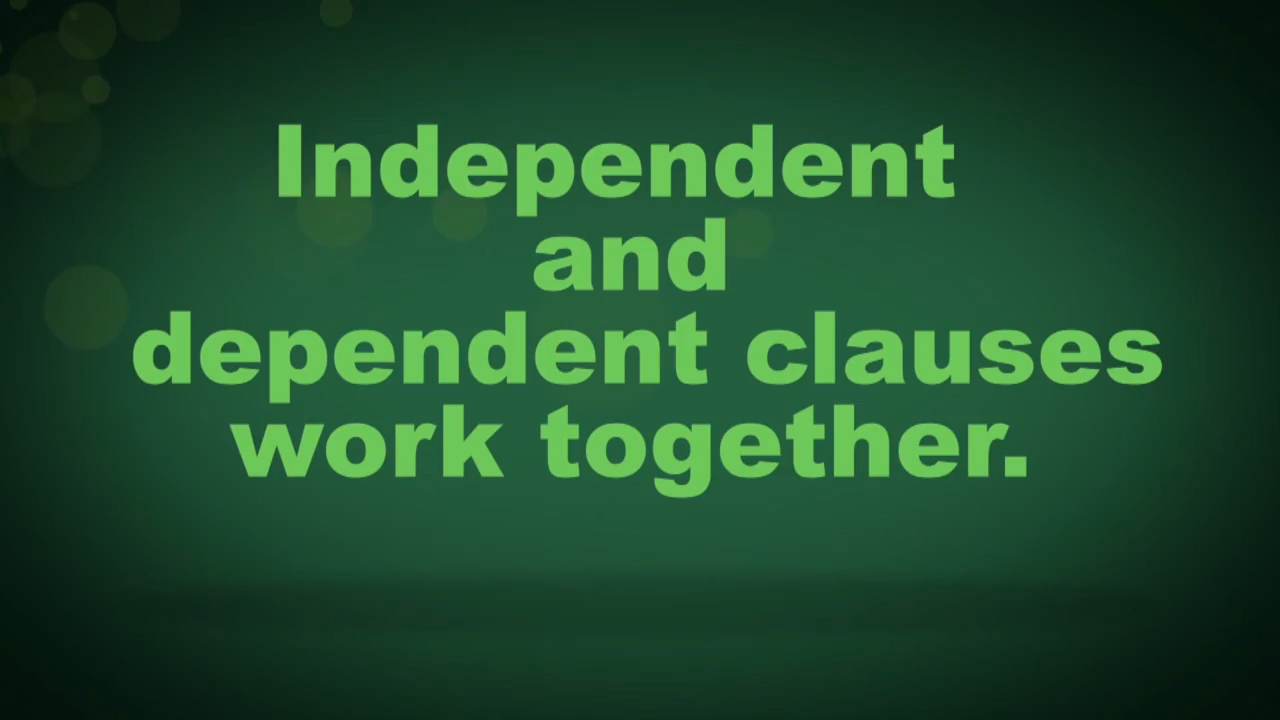 Independent
and
dependent clauses
work together.